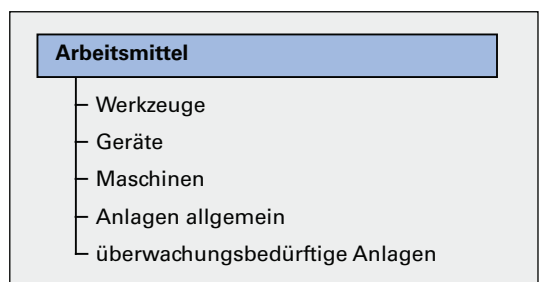 Arbeitsmittel
Werkzeuge
Geräte
Maschinen
Anlagen allgemein
überwachungsbedürftige Anlagen